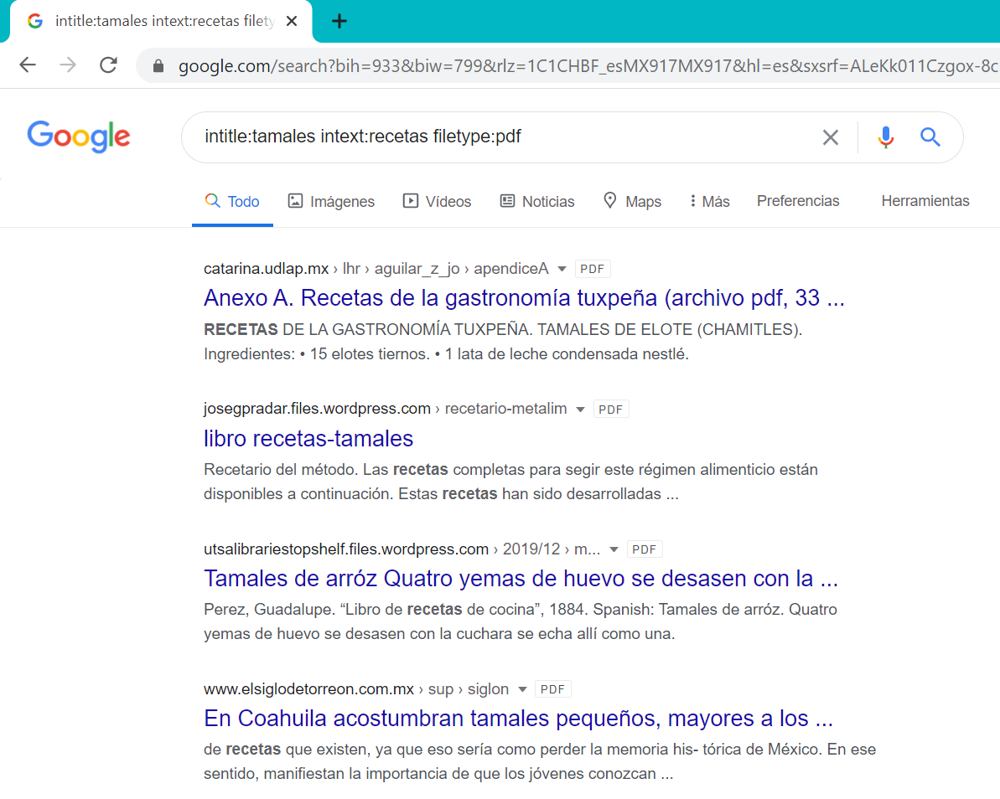 intitle:tamales intext:recetas filety
google.com/search?bih=933&biw=799&rlz=1C1CHBF_esMX917MX917&hl=es&sxsrf=ALeKk011Czgox-8c
Google
intitle:tamales intext:recetas filetype:pdf
Todo Imágenes Vídeos Noticias Maps Más Preferencias Herramientas
catarina.udlap.mx › lhr › aguilar_z_jo › apendiceA PDF
Anexo A. Recetas de la gastronomía tuxpeña (archivo pdf, 33 ...
RECETAS DE LA GASTRONOMÍA TUXPEÑA. TAMALES DE ELOTE (CHAMITLES).
Ingredientes: • 15 elotes tiernos. • 1 lata de leche condensada nestlé.
josegpradar.files.wordpress.com › recetario-metalim PDF
libro recetas-tamales
Recetario del método. Las recetas completas para segir este régimen alimenticio están
disponibles a continuación. Estas recetas han sido desarrolladas ...
utsalibrariestopshelf.files.wordpress.com › 2019/12 › m... PDF
Tamales de arróz Quatro yemas de huevo se desasen con la ...
Perez, Guadalupe. “Libro de recetas de cocina”, 1884. Spanish: Tamales de arróz. Quatro
yemas de huevo se desasen con la cuchara se echa allí como una.
www.elsiglodetorreon.com.mx › sup › siglon PDF
En Coahuila acostumbran tamales pequeños, mayores a los ...
de recetas que existen, ya que eso sería como perder la memoria his- tórica de México. En ese
sentido, manifiestan la importancia de que los jóvenes conozcan ...